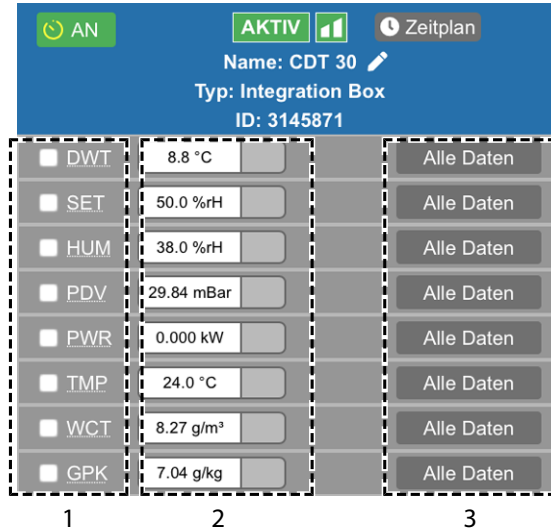 AN AKTIV Zeitplan
Name: CDT 30
Typ: Integration Box
ID: 3145871
DWT 8.8 °C Alle Daten
SET 50.0 %rH Alle Daten
HUM 38.0 %rH Alle Daten
PDV 29.84 mBar Alle Daten
PWR 0.000 kW Alle Daten
TMP 24.0 °C Alle Daten
WCT 8.27 g/m³ Alle Daten
GPK 7.04 g/kg Alle Daten
1 2 3